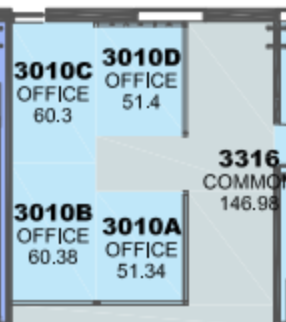 3010C
OFFICE
60.3
3010D
OFFICE
51.4
3316
COMMON
146.98
3010B
OFFICE
60.38
3010A
OFFICE
51.34